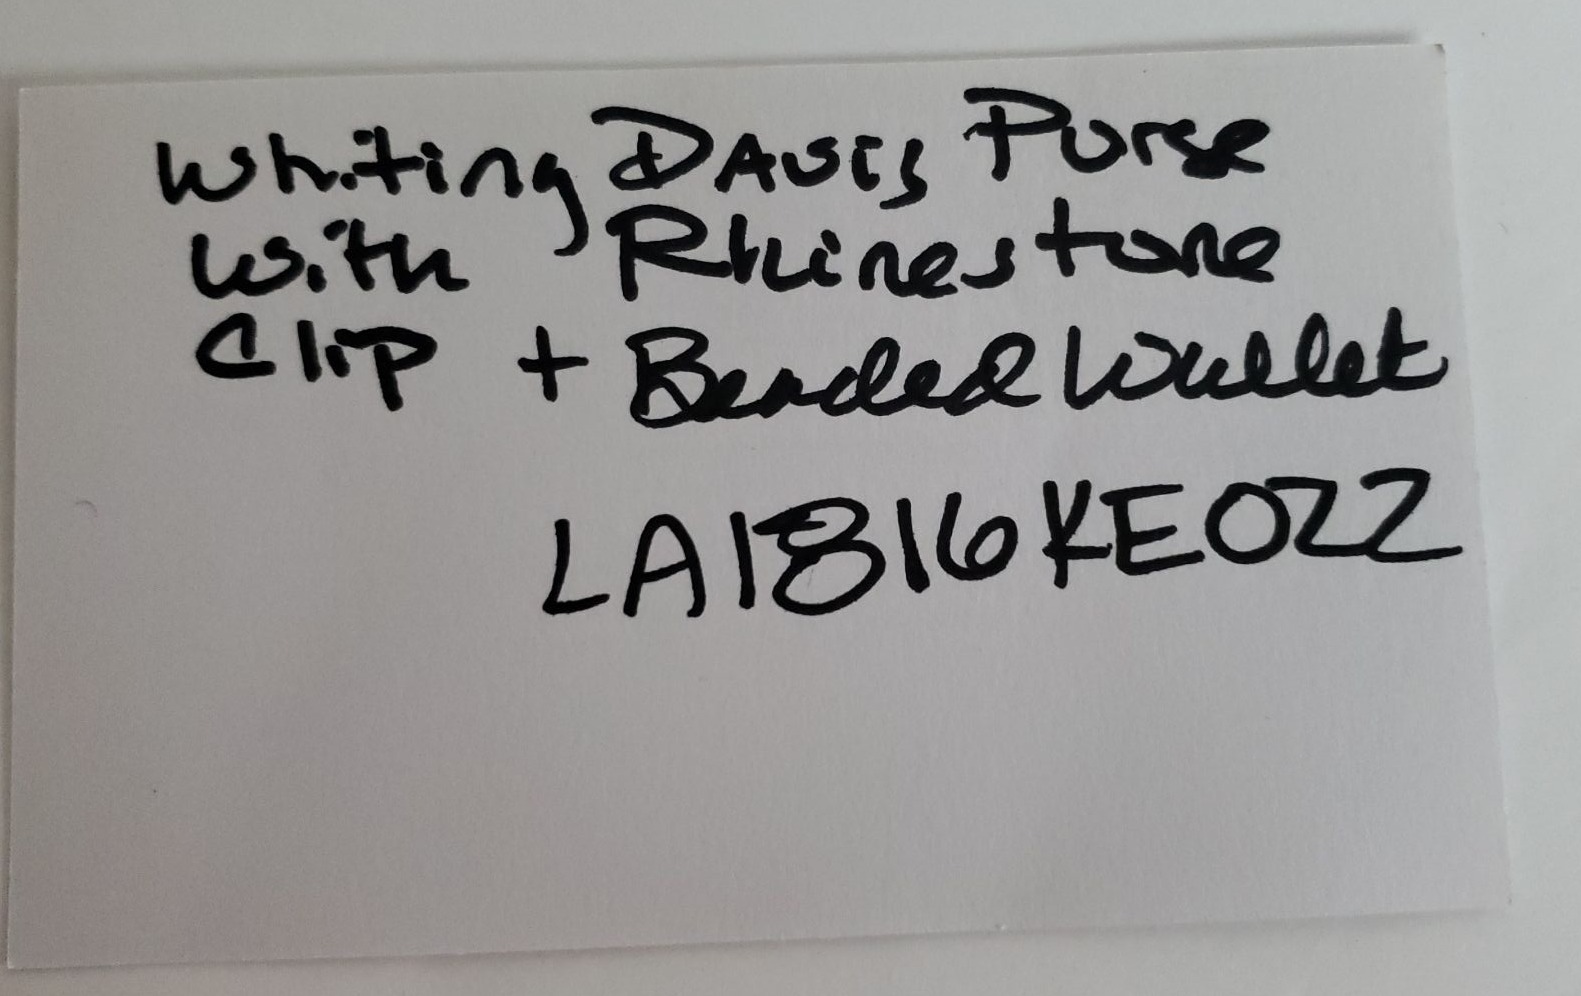 Whiting DAVIS Purse
with Rhinestone
Clip + Beaded Wallet
LA1816KE022